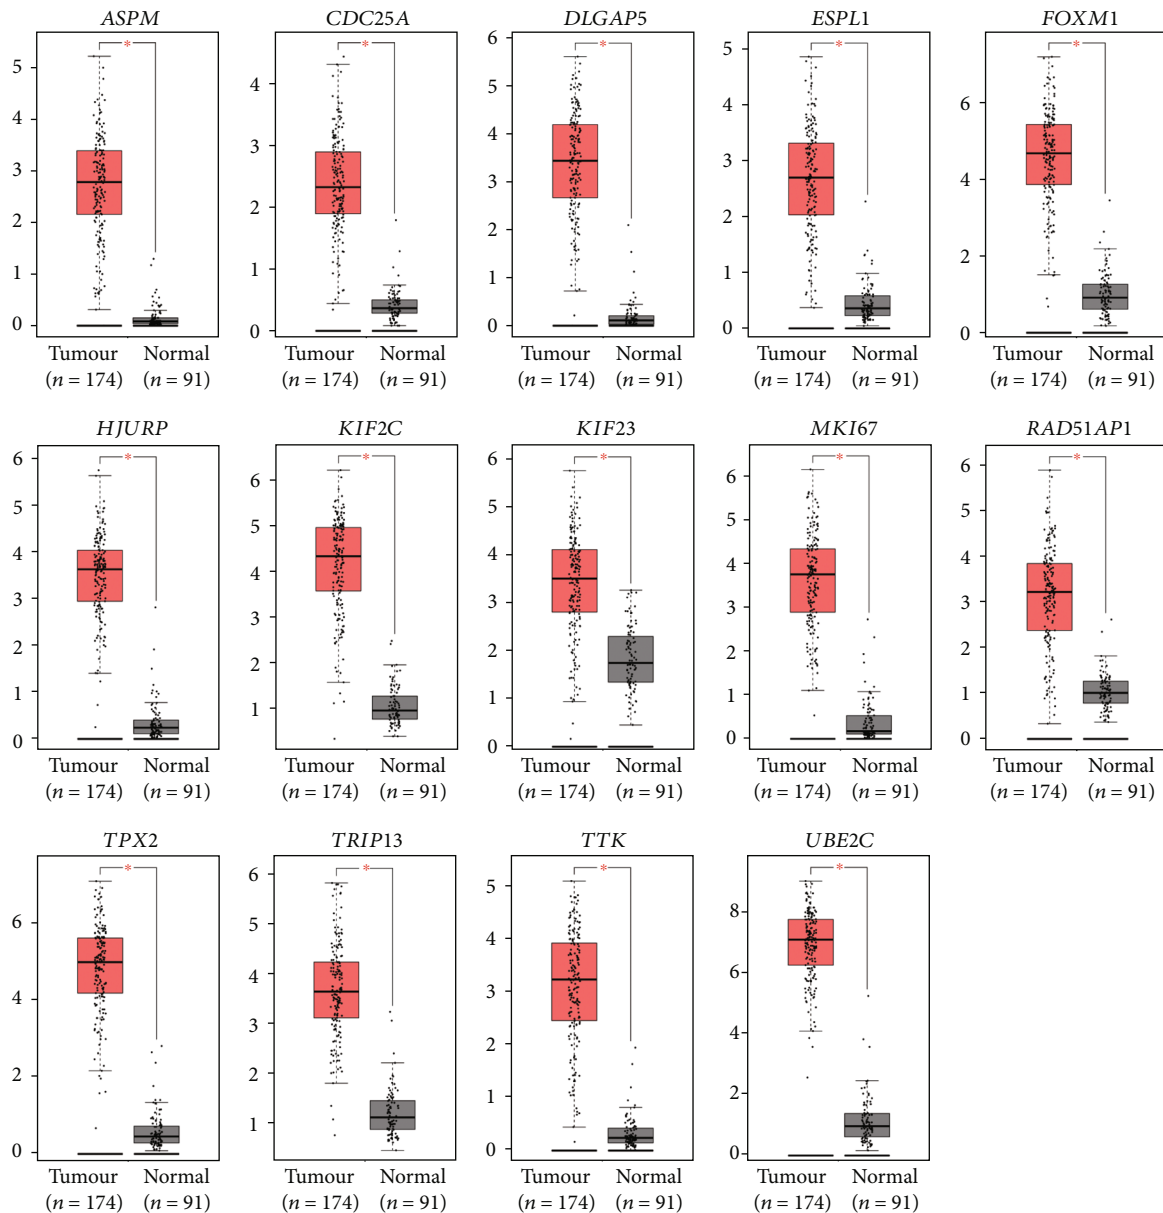 ASPM CDC25A DLGAP5 ESPL1 FOXM1
* * * * *
5 4 3 2 1 0
4 3 2 1 0
6 5 4 3 2 1 0
5 4 3 2 1 0
6 4 2 0
Tumour Normal Tumour Normal Tumour Normal Tumour Normal Tumour Normal
(n = 174) (n = 91) (n = 174) (n = 91) (n = 174) (n = 91) (n = 174) (n = 91) (n = 174) (n = 91)
HJURP KIF2C KIF23 MKI67 RAD51AP1
* * * * *
6 5 4 3 2 1 0
6 5 4 3 2 1
6 5 4 3 2 1 0
6 5 4 3 2 1 0
6 5 4 3 2 1 0
Tumour Normal Tumour Normal Tumour Normal Tumour Normal Tumour Normal
(n = 174) (n = 91) (n = 174) (n = 91) (n = 174) (n = 91) (n = 174) (n = 91) (n = 174) (n = 91)
TPX2 TRIP13 TTK UBE2C
* * * *
6 4 2 0
6 5 4 3 2 1
5 4 3 2 1 0
8 6 4 2 0
Tumour Normal Tumour Normal Tumour Normal Tumour Normal
(n = 174) (n = 91) (n = 174) (n = 91) (n = 174) (n = 91) (n = 174) (n = 91)